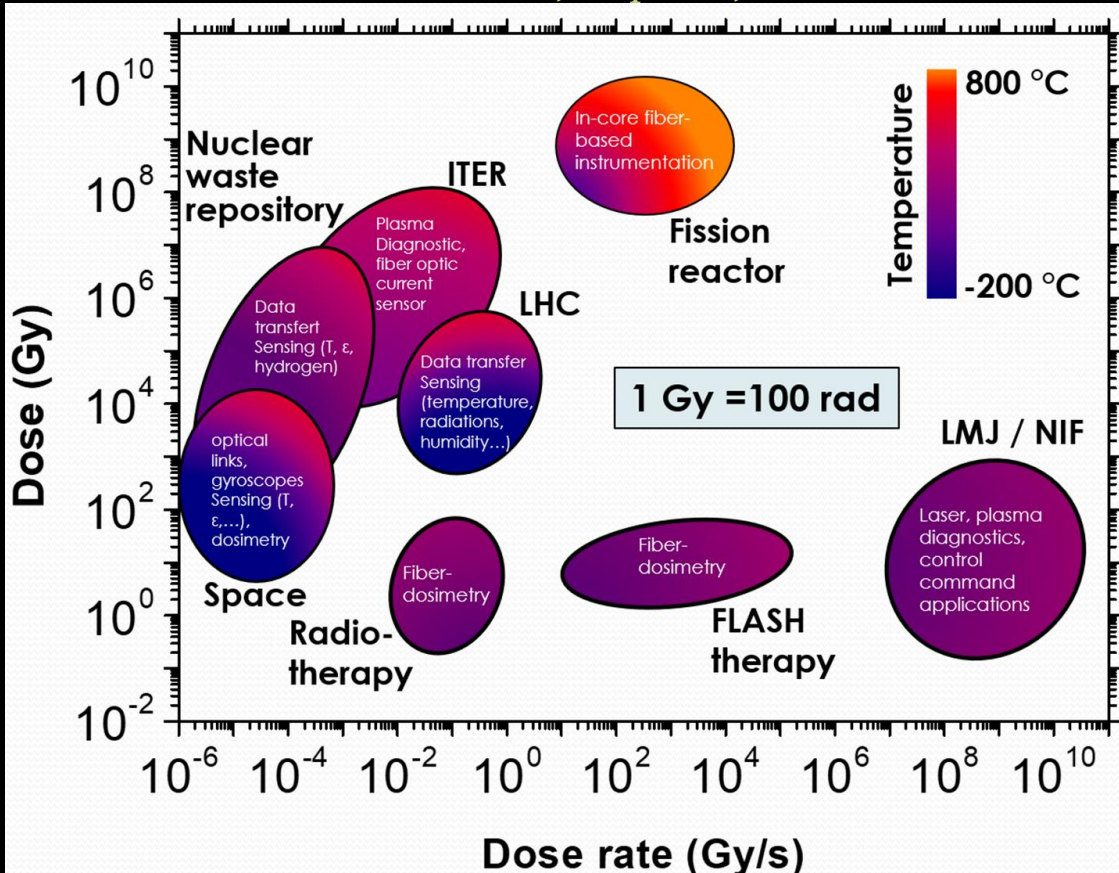 Dose (Gy)
10^10
10^8
10^6
10^4
10^2
10^0
10^-2
Nuclear
waste
repository
ITER
Plasma
Diagnostic,
fiber optic
current
sensor
Data
transfert
Sensing (T, ε,
hydrogen)
optical
links,
gyroscopes
Sensing (T,
ε,...),
dosimetry
Space
LHC
Data transfer
Sensing
(temperature,
radiations,
humidity...)
In-core fiber-
based
instrumentation
Fission
reactor
Temperature
800 °C
-200 °C
1 Gy =100 rad
Radio-
therapy
Fiber-
dosimetry
Fiber-
dosimetry
FLASH
therapy
LMJ / NIF
Laser, plasma
diagnostics,
control
command
applications
10^-6 10^-4 10^-2 10^0 10^2 10^4 10^6 10^8 10^10
Dose rate (Gy/s)